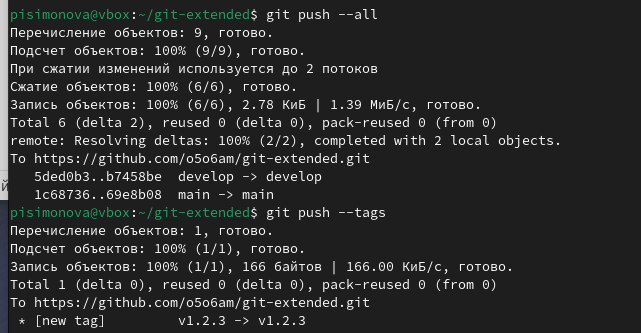 pisimonova@vbox:~/git-extended$ git push --all
Перечисление объектов: 9, готово.
Подсчет объектов: 100% (9/9), готово.
При сжатии изменений используется до 2 потоков
Сжатие объектов: 100% (6/6), готово.
Запись объектов: 100% (6/6), 2.78 КиБ | 1.39 МиБ/с, готово.
Total 6 (delta 2), reused 0 (delta 0), pack-reused 0 (from 0)
remote: Resolving deltas: 100% (2/2), completed with 2 local objects.
To https://github.com/o5o6am/git-extended.git
   5ded0b3..b7458be  develop -> develop
   1c68736..69e8b08  main -> main
pisimonova@vbox:~/git-extended$ git push --tags
Перечисление объектов: 1, готово.
Подсчет объектов: 100% (1/1), готово.
Запись объектов: 100% (1/1), 166 байтов | 166.00 КиБ/с, готово.
Total 1 (delta 0), reused 0 (delta 0), pack-reused 0 (from 0)
To https://github.com/o5o6am/git-extended.git
 * [new tag]         v1.2.3 -> v1.2.3